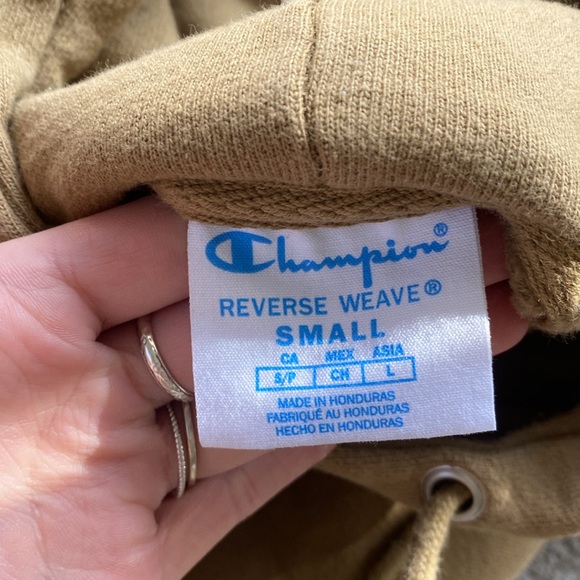 Champion®
REVERSE WEAVE®
SMALL
CA MEX ASIA
S/P CH L
MADE IN HONDURAS
FABRIQUÉ AU HONDURAS
HECHO EN HONDURAS